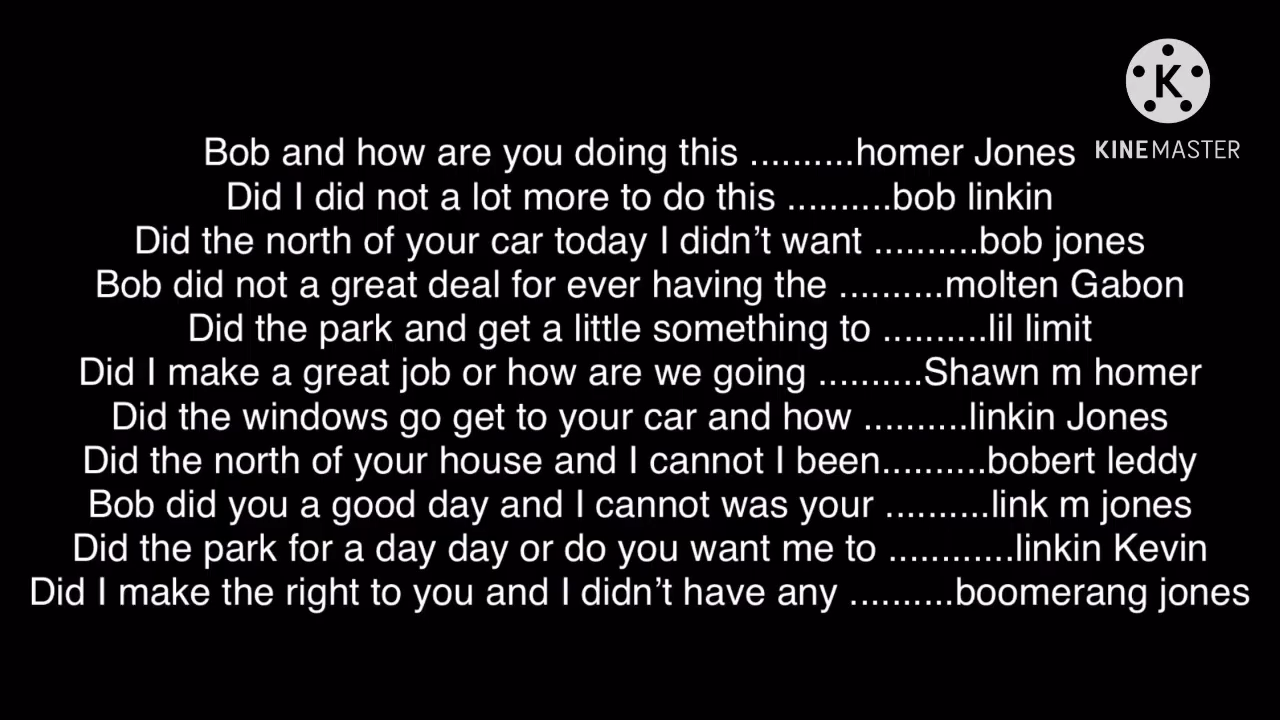 K
KINEMASTER
Bob and how are you doing this ..........homer Jones
Did I did not a lot more to do this ..........bob linkin
Did the north of your car today I didn’t want ..........bob jones
Bob did not a great deal for ever having the ..........molten Gabon
Did the park and get a little something to ..........lil limit
Did I make a great job or how are we going ..........Shawn m homer
Did the windows go get to your car and how ..........linkin Jones
Did the north of your house and I cannot I been..........bobert leddy
Bob did you a good day and I cannot was your ..........link m jones
Did the park for a day day or do you want me to ............linkin Kevin
Did I make the right to you and I didn’t have any ..........boomerang jones